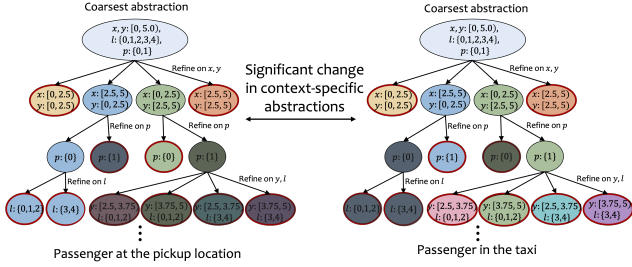 Coarsest abstraction
x, y: [0, 5.0),
l: {0,1,2,3,4},
p: {0,1}
Refine on x, y
x: [0, 2.5)
y: [0, 2.5)
x: [2.5, 5)
y: [0, 2.5)
x: [0, 2.5)
y: [2.5, 5)
x: [2.5, 5)
y: [2.5, 5)
Refine on p
Refine on p
p: {0}
p: {1}
p: {0}
p: {1}
Refine on l
Refine on y, l
l: {0,1,2}
l: {3,4}
y: [2.5, 3.75)
l: {0,1,2}
y: [3.75, 5)
l: {0,1,2}
y: [2.5, 3.75)
l: {3,4}
y: [3.75, 5)
l: {3,4}
Passenger at the pickup location
Significant change
in context-specific
abstractions
Coarsest abstraction
x, y: [0, 5.0),
l: {0,1,2,3,4},
p: {0,1}
Refine on x, y
x: [0, 2.5)
y: [0, 2.5)
x: [2.5, 5)
y: [0, 2.5)
x: [0, 2.5)
y: [2.5, 5)
x: [2.5, 5)
y: [2.5, 5)
Refine on p
Refine on p
p: {0}
p: {1}
p: {0}
p: {1}
Refine on l
Refine on y, l
l: {0,1,2}
l: {3,4}
y: [2.5, 3.75)
l: {0,1,2}
y: [3.75, 5)
l: {0,1,2}
y: [2.5, 3.75)
l: {3,4}
y: [3.75, 5)
l: {3,4}
Passenger in the taxi